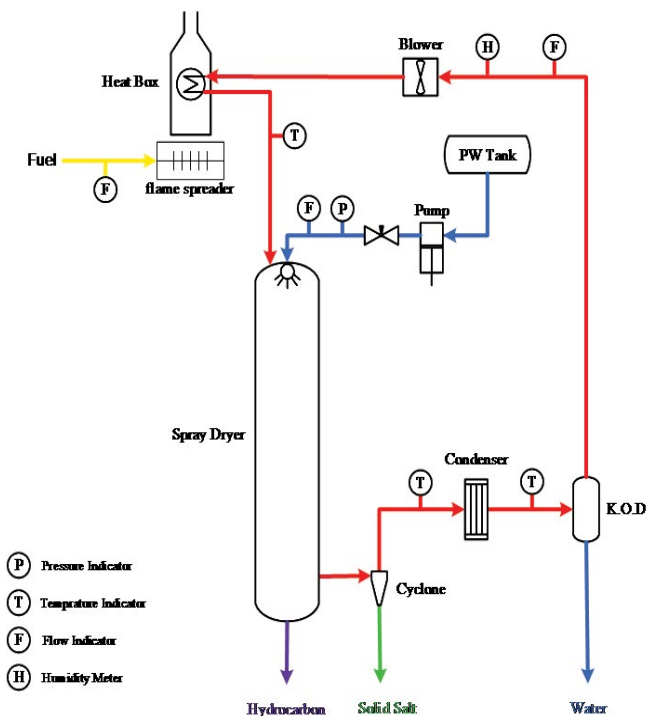 Blower
H
F
Heat Box
T
PW Tank
Fuel
F
flame spreader
F
P
Pump
Spray Dryer
Condenser
T
T
K.O.D
Cyclone
P Pressure Indicator
T Temprature Indicator
F Flow Indicator
H Humidity Meter
Hydrocarbon
Solid Salt
Water